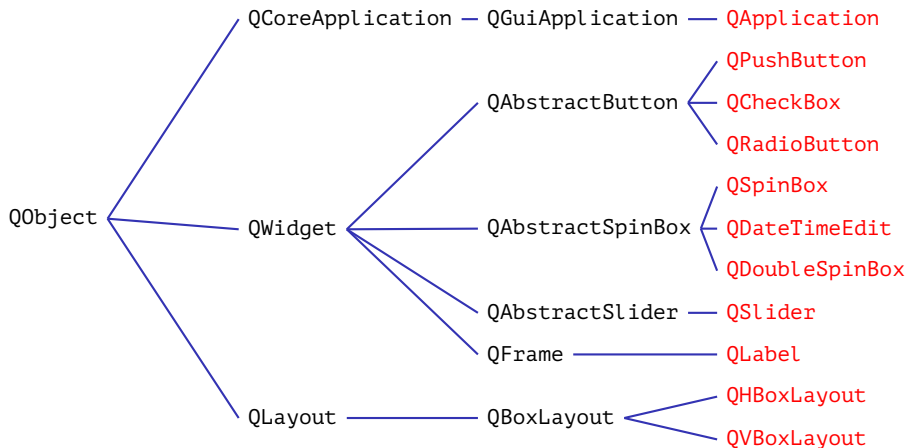 QCoreApplication QGuiApplication QApplication
QPushButton
QAbstractButton QCheckBox
QRadioButton
QSpinBox
QObject
QWidget QAbstractSpinBox QDateTimeEdit
QDoubleSpinBox
QAbstractSlider QSlider
QFrame QLabel
QHBoxLayout
QLayout QBoxLayout
QVBoxLayout